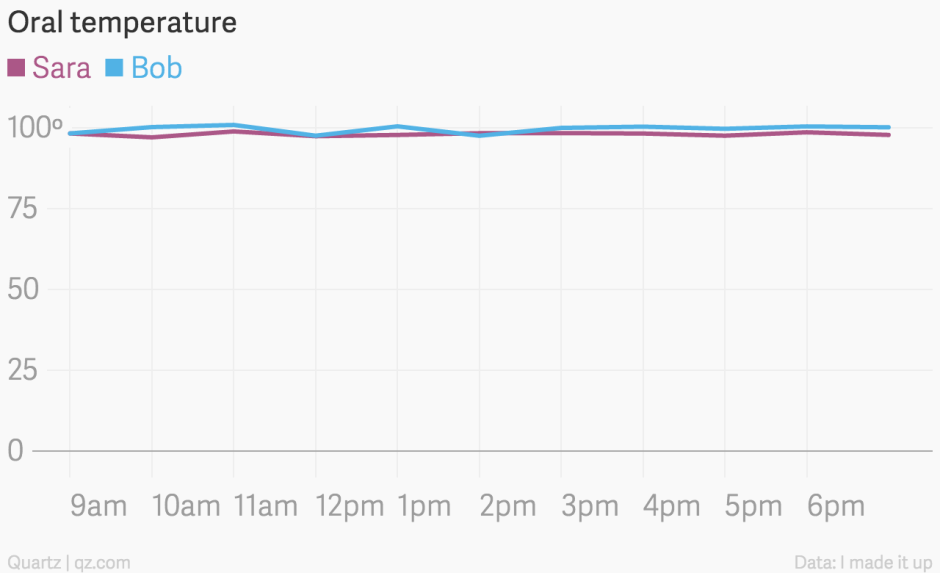 Oral temperature
Sara Bob
100º
75
50
25
0
9am 10am 11am 12pm 1pm 2pm 3pm 4pm 5pm 6pm
Quartz | qz.com Data: I made it up